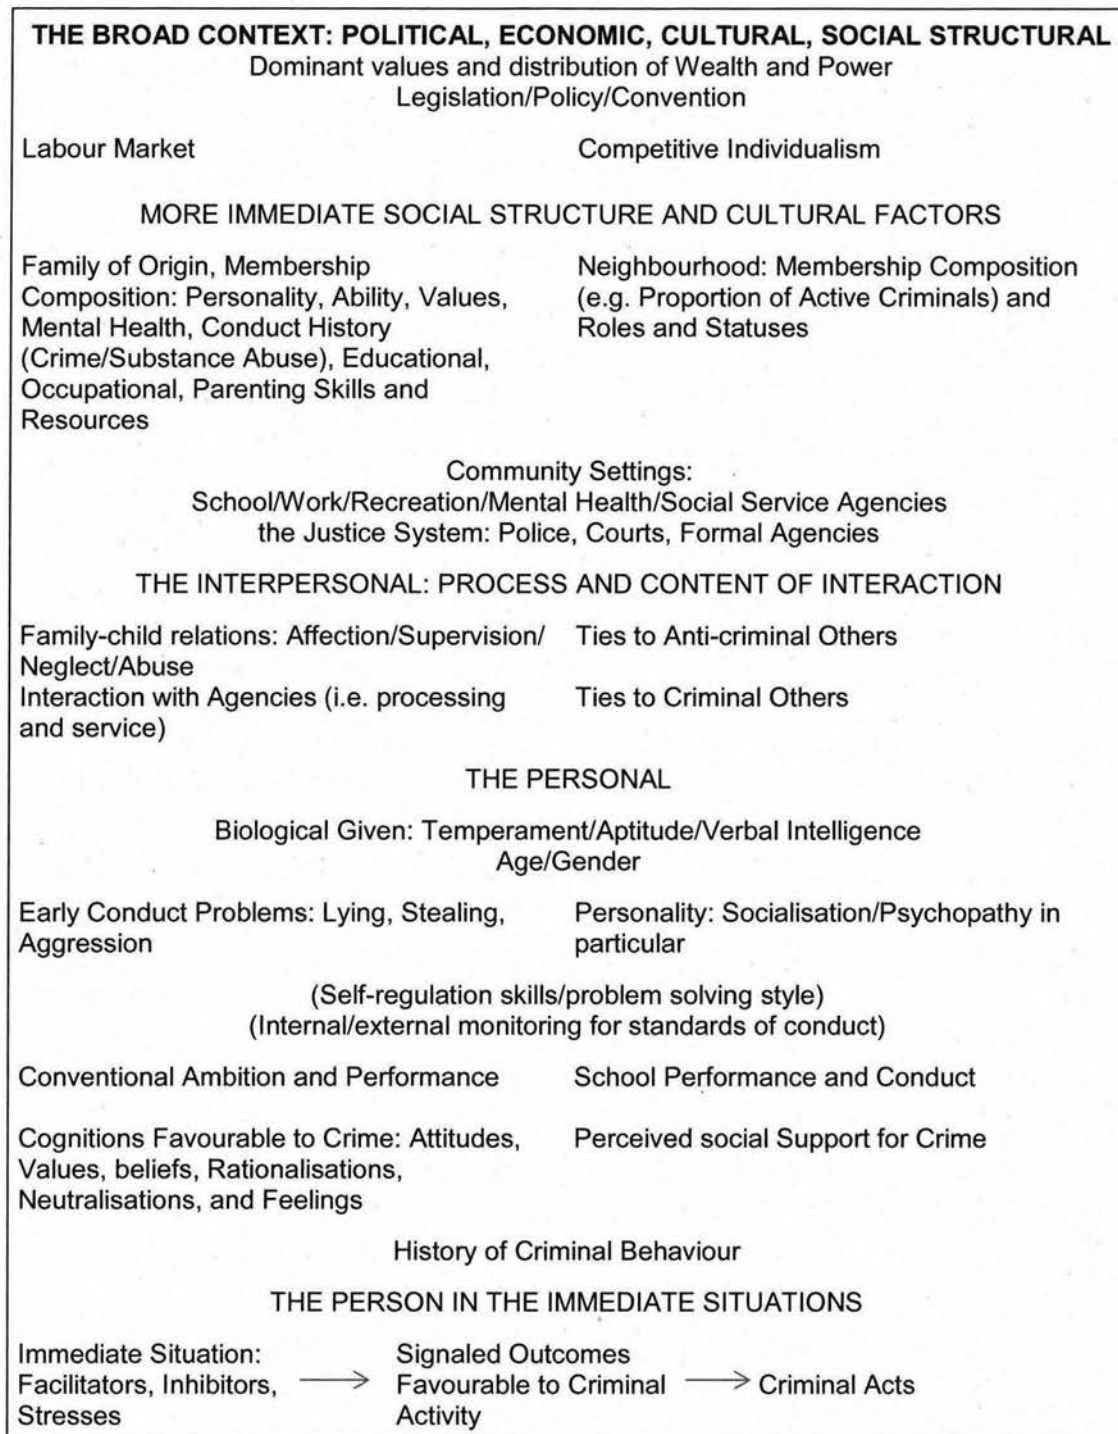 THE BROAD CONTEXT: POLITICAL, ECONOMIC, CULTURAL, SOCIAL STRUCTURAL
Dominant values and distribution of Wealth and Power
Legislation/Policy/Convention
Labour Market
Competitive Individualism
MORE IMMEDIATE SOCIAL STRUCTURE AND CULTURAL FACTORS
Family of Origin, Membership
Composition: Personality, Ability, Values,
Mental Health, Conduct History
(Crime/Substance Abuse), Educational,
Occupational, Parenting Skills and
Resources
Neighbourhood: Membership Composition
(e.g. Proportion of Active Criminals) and
Roles and Statuses
Community Settings:
School/Work/Recreation/Mental Health/Social Service Agencies
the Justice System: Police, Courts, Formal Agencies
THE INTERPERSONAL: PROCESS AND CONTENT OF INTERACTION
Family-child relations: Affection/Supervision/
Neglect/Abuse
Ties to Anti-criminal Others
Interaction with Agencies (i.e. processing
and service)
Ties to Criminal Others
THE PERSONAL
Biological Given: Temperament/Aptitude/Verbal Intelligence
Age/Gender
Early Conduct Problems: Lying, Stealing,
Aggression
Personality: Socialisation/Psychopathy in
particular
(Self-regulation skills/problem solving style)
(Internal/external monitoring for standards of conduct)
Conventional Ambition and Performance
School Performance and Conduct
Cognitions Favourable to Crime: Attitudes,
Values, beliefs, Rationalisations,
Neutralisations, and Feelings
Perceived social Support for Crime
History of Criminal Behaviour
THE PERSON IN THE IMMEDIATE SITUATIONS
Immediate Situation:
Facilitators, Inhibitors,
Stresses
Signaled Outcomes
Favourable to Criminal
Activity
Criminal Acts